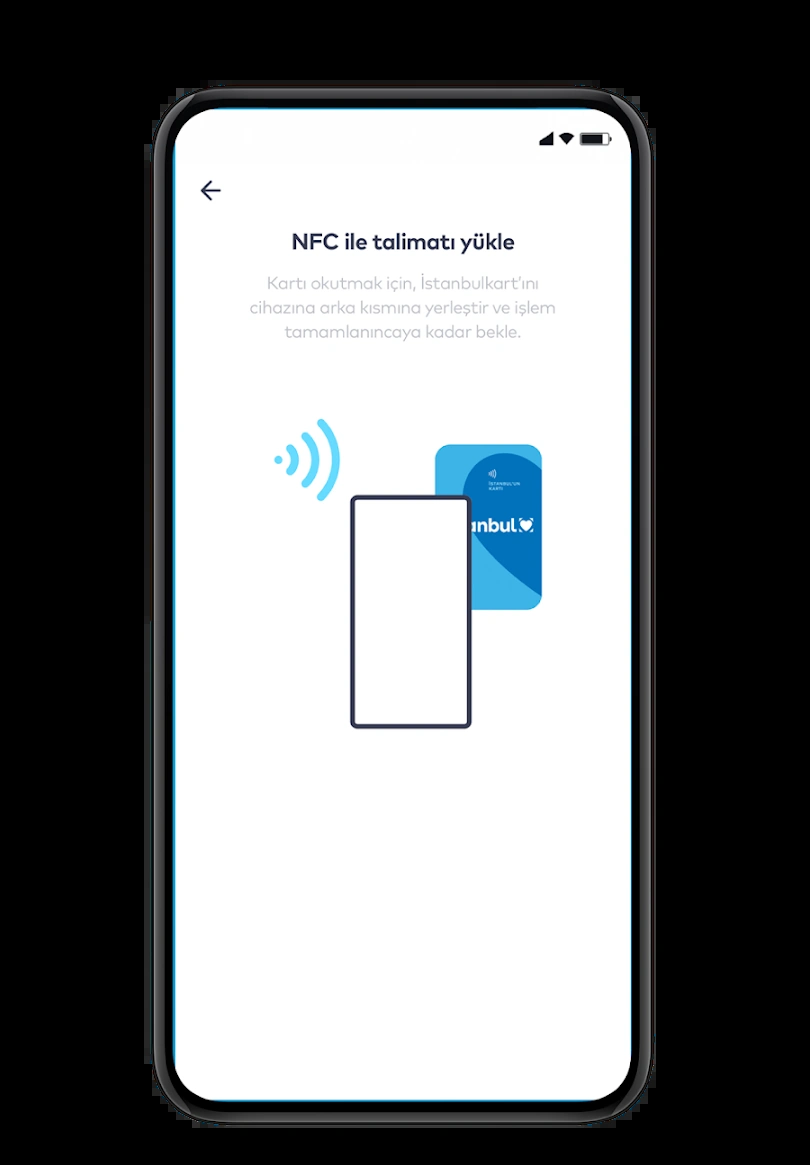 NFC ile talimatı yükle
Kartı okutmak için, İstanbulkart'ını
cihazına arka kısmına yerleştir ve işlem
tamamlanıncaya kadar bekle.
İSTANBUL'UN
KARTI
anbul